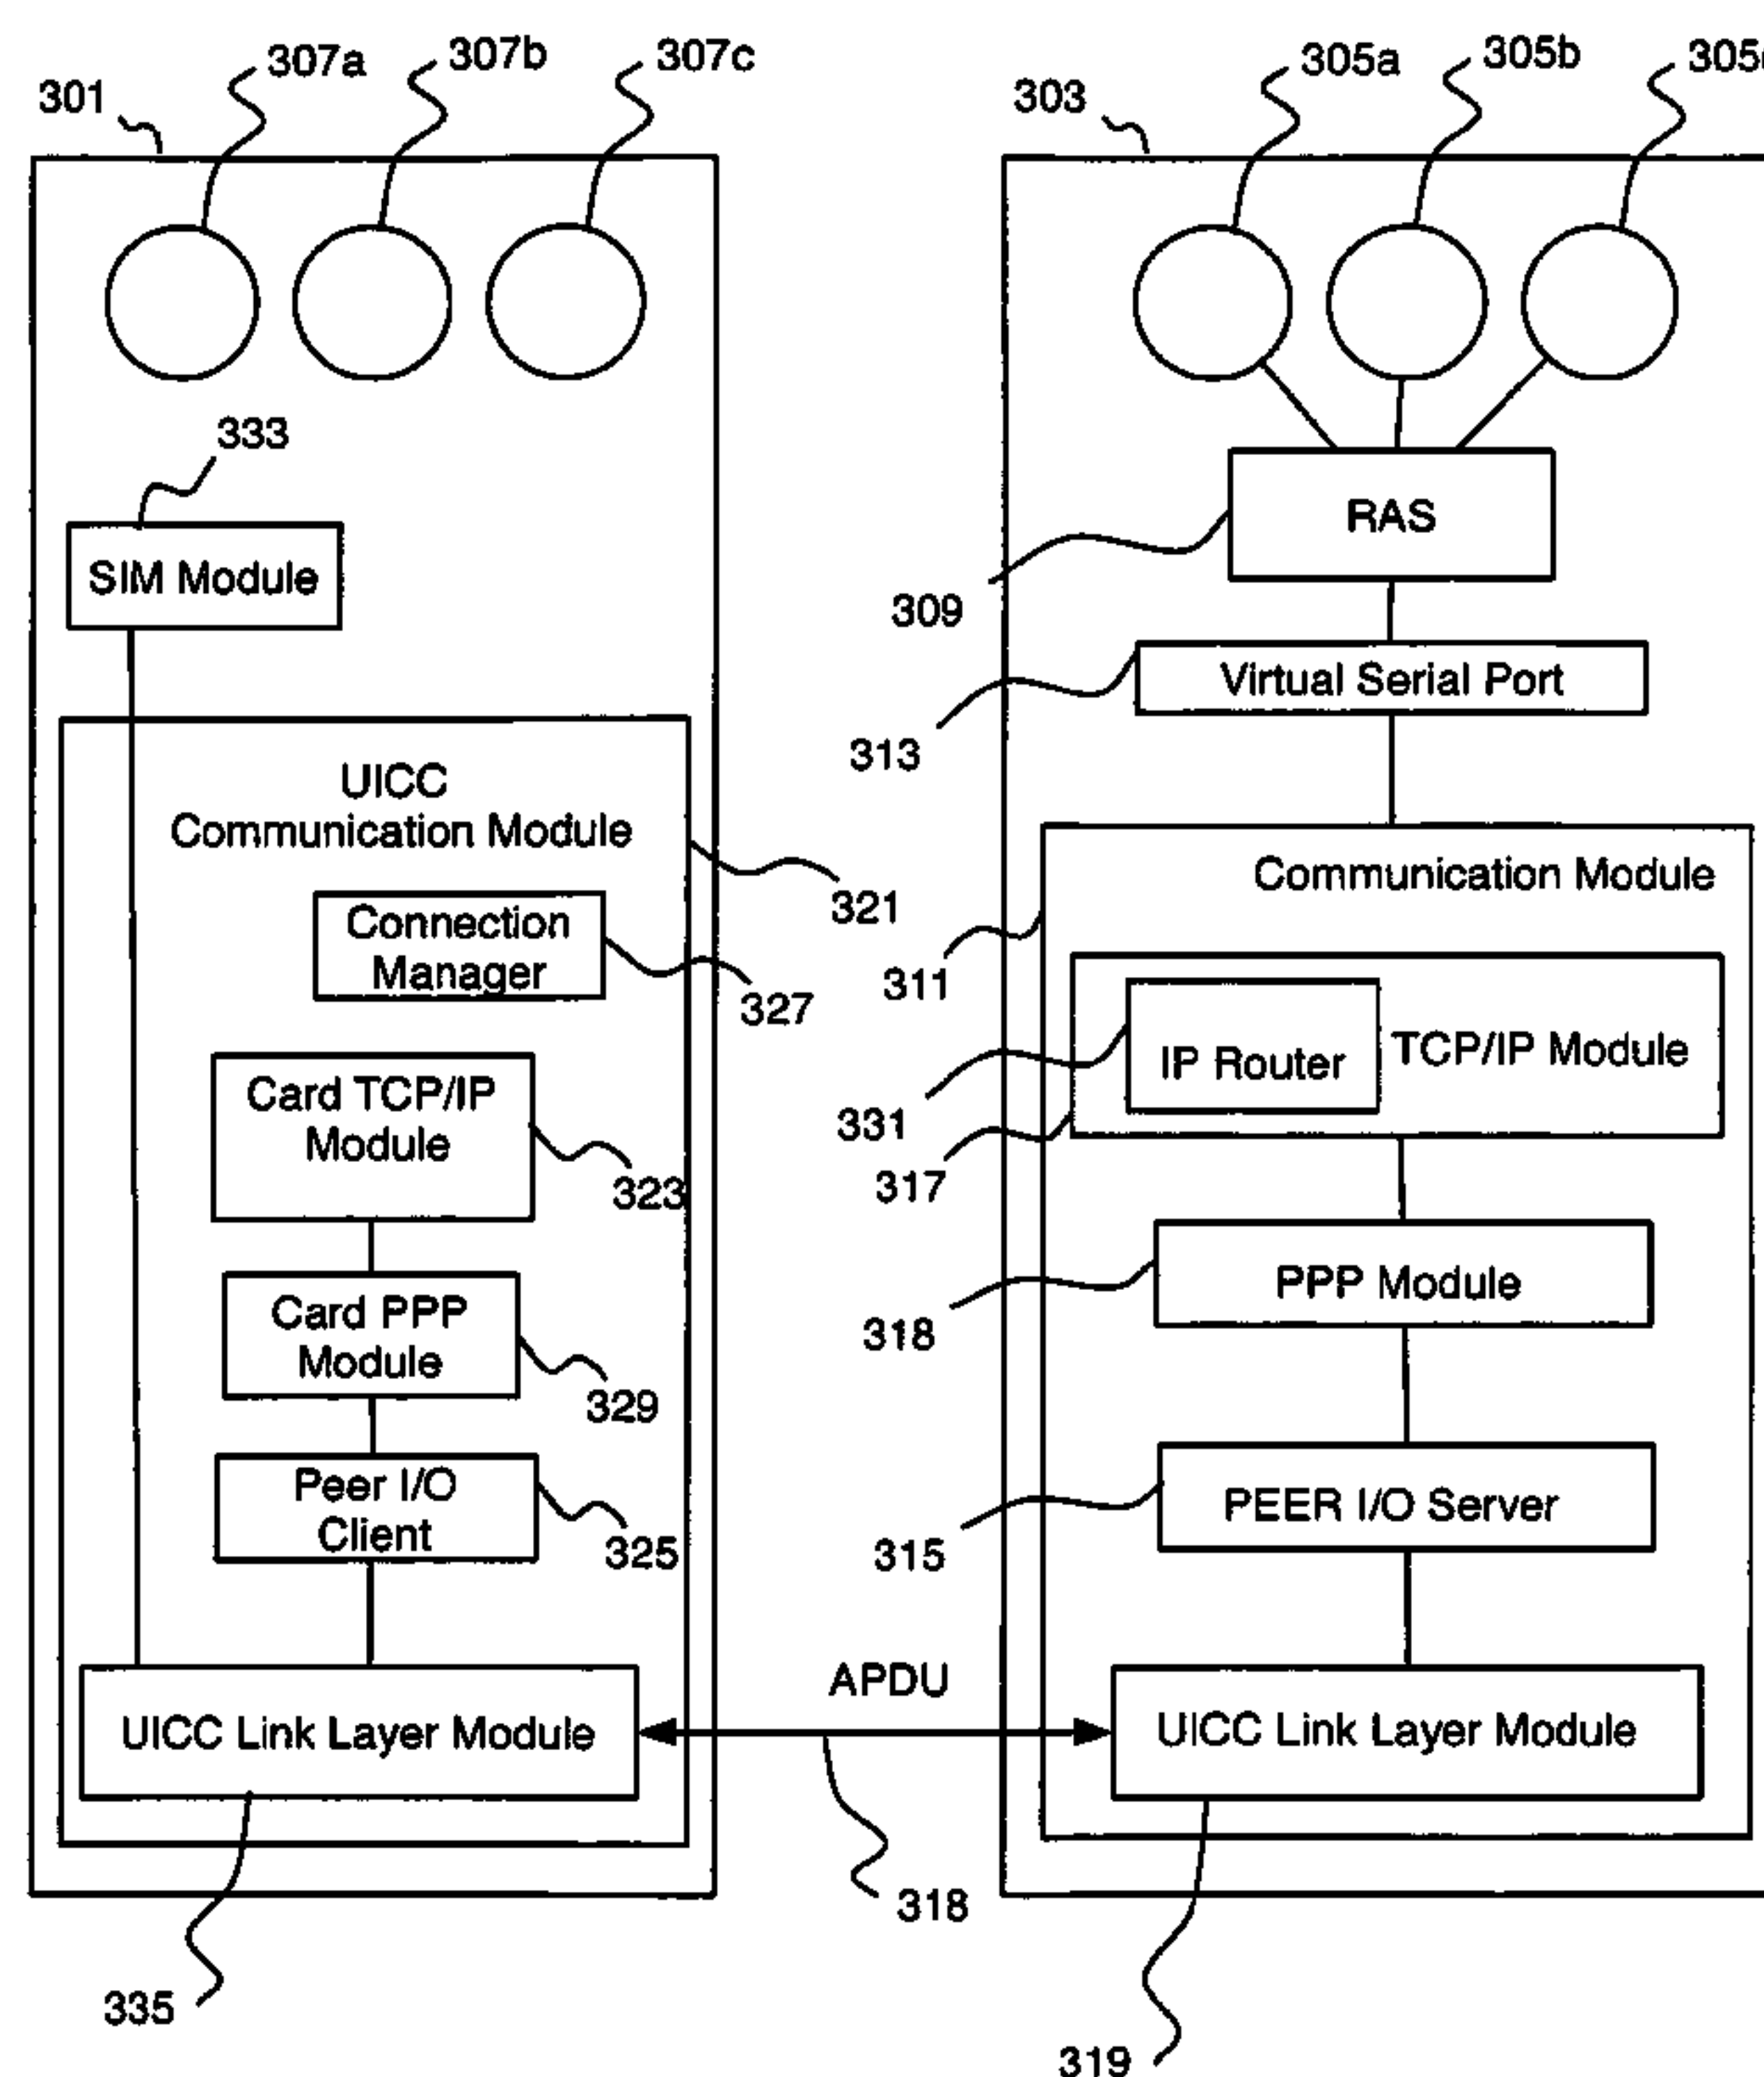 307a
307b
307c
301
305a
305b
303
333
SIM Module
RAS
309
Virtual Serial Port
313
UICC
Communication Module
321
Communication Module
311
Connection
Manager
327
IP Router
TCP/IP Module
331
317
Card TCP/IP
Module
323
PPP Module
318
Card PPP
Module
329
Peer I/O
Client
325
PEER I/O Server
315
APDU
UICC Link Layer Module
UICC Link Layer Module
318
335
319